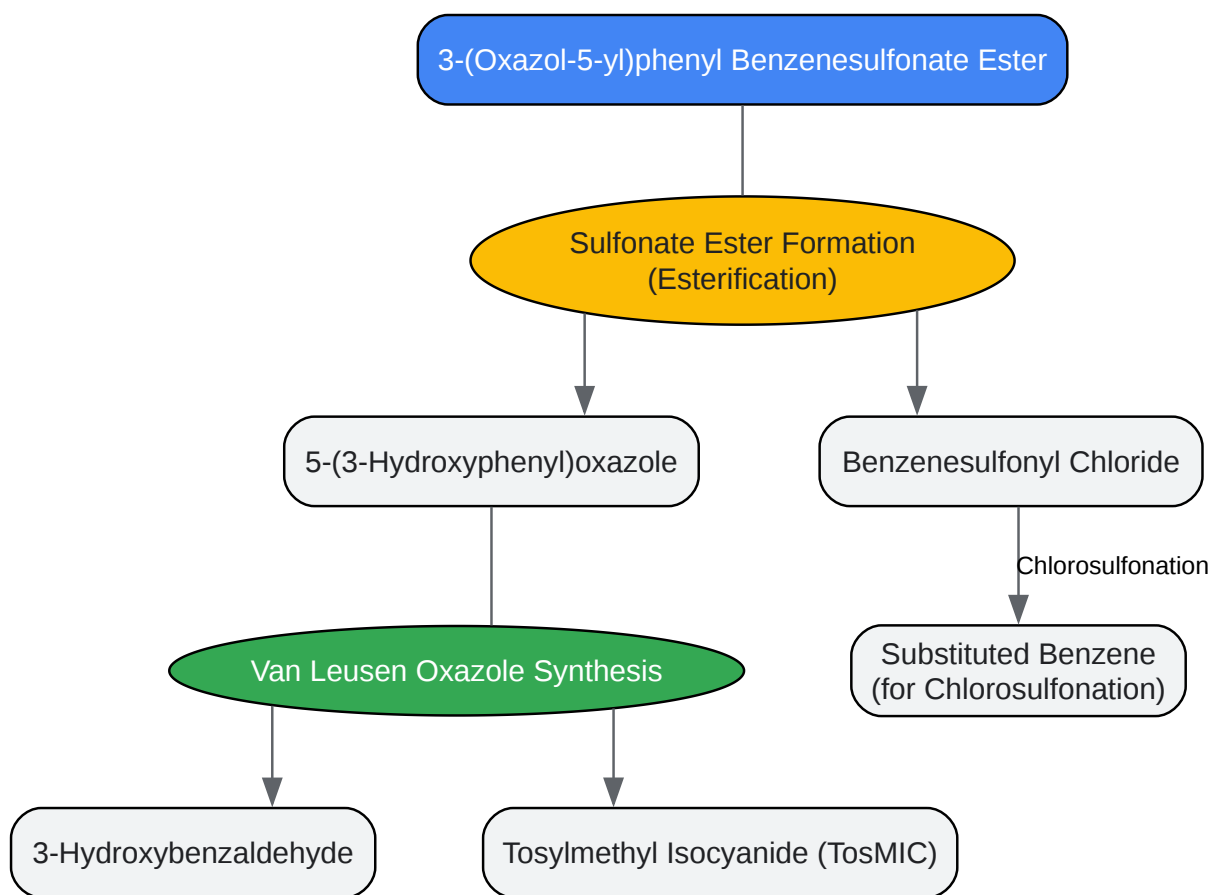 3-(Oxazol-5-yl)phenyl Benzenesulfonate Ester
Sulfonate Ester Formation
(Esterification)
5-(3-Hydroxyphenyl)oxazole
Benzenesulfonyl Chloride
Chlorosulfonation
Van Leusen Oxazole Synthesis
Substituted Benzene
(for Chlorosulfonation)
3-Hydroxybenzaldehyde
Tosylmethyl Isocyanide (TosMIC)